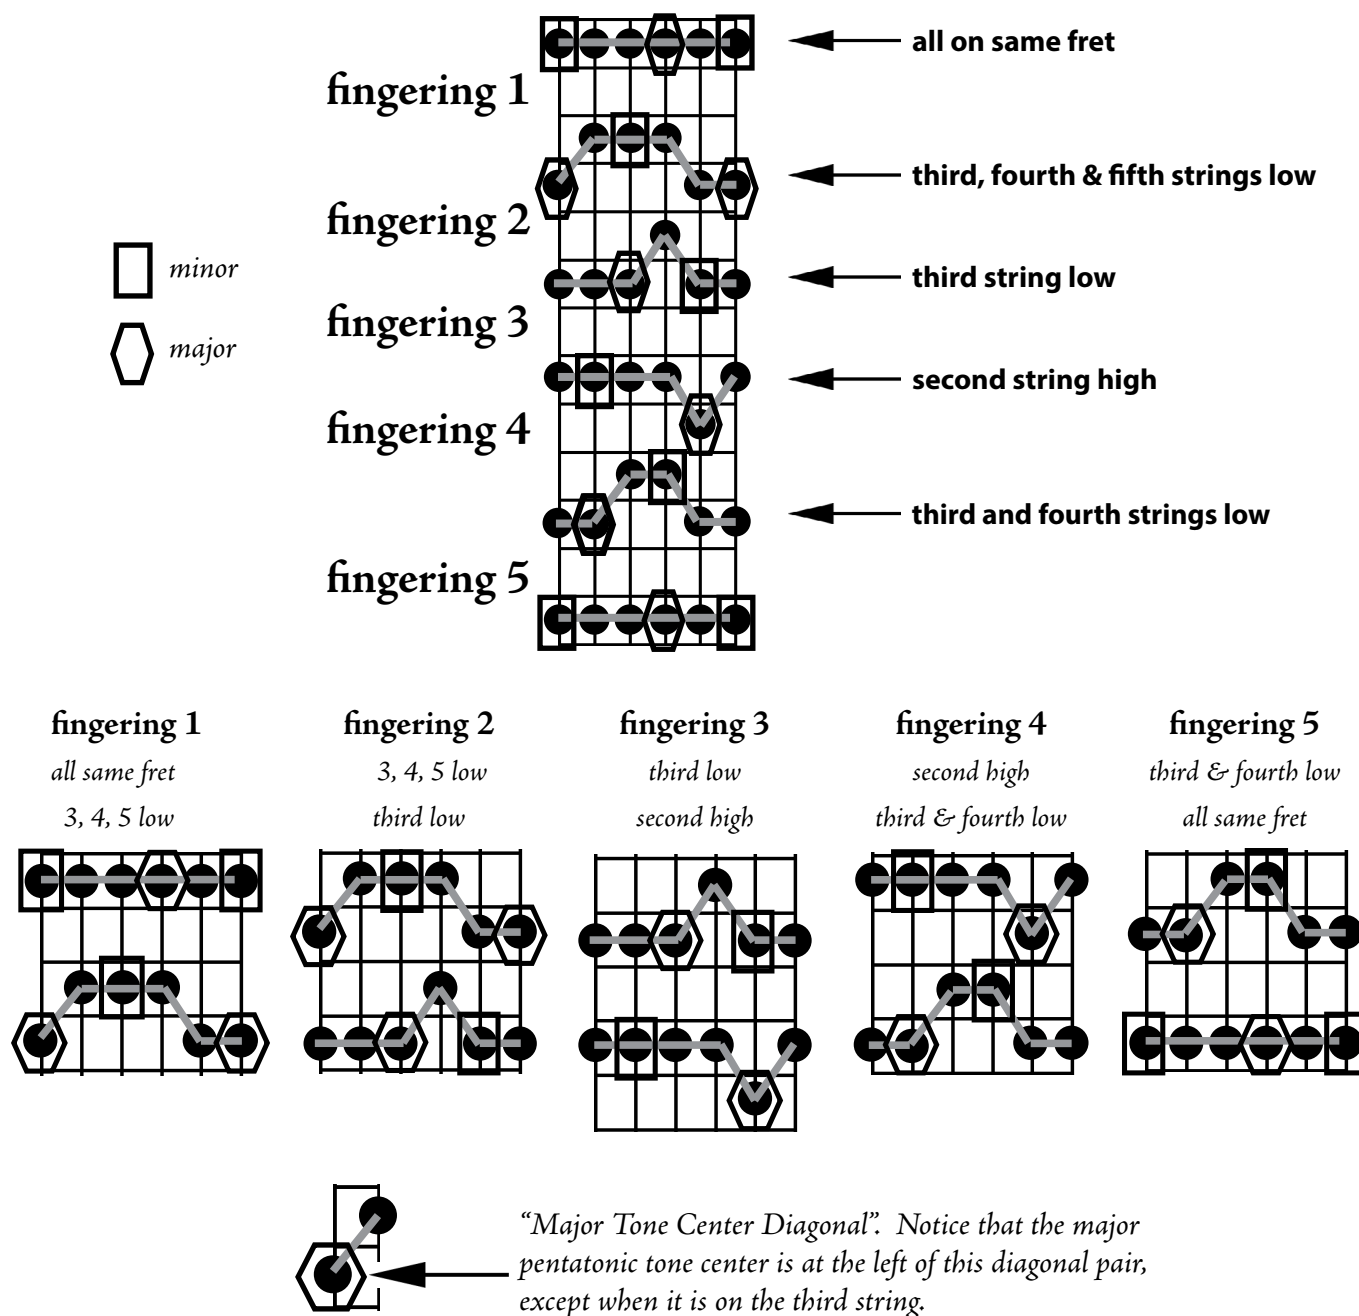 all on same fret
fingering 1
third, fourth & fifth strings low
fingering 2
minor
third string low
fingering 3
major
second string high
fingering 4
third and fourth strings low
fingering 5
fingering 1
all same fret
3, 4, 5 low
fingering 2
3, 4, 5 low
third low
fingering 3
third low
second high
fingering 4
second high
third & fourth low
fingering 5
third & fourth low
all same fret
“Major Tone Center Diagonal”. Notice that the major
pentatonic tone center is at the left of this diagonal pair,
except when it is on the third string.